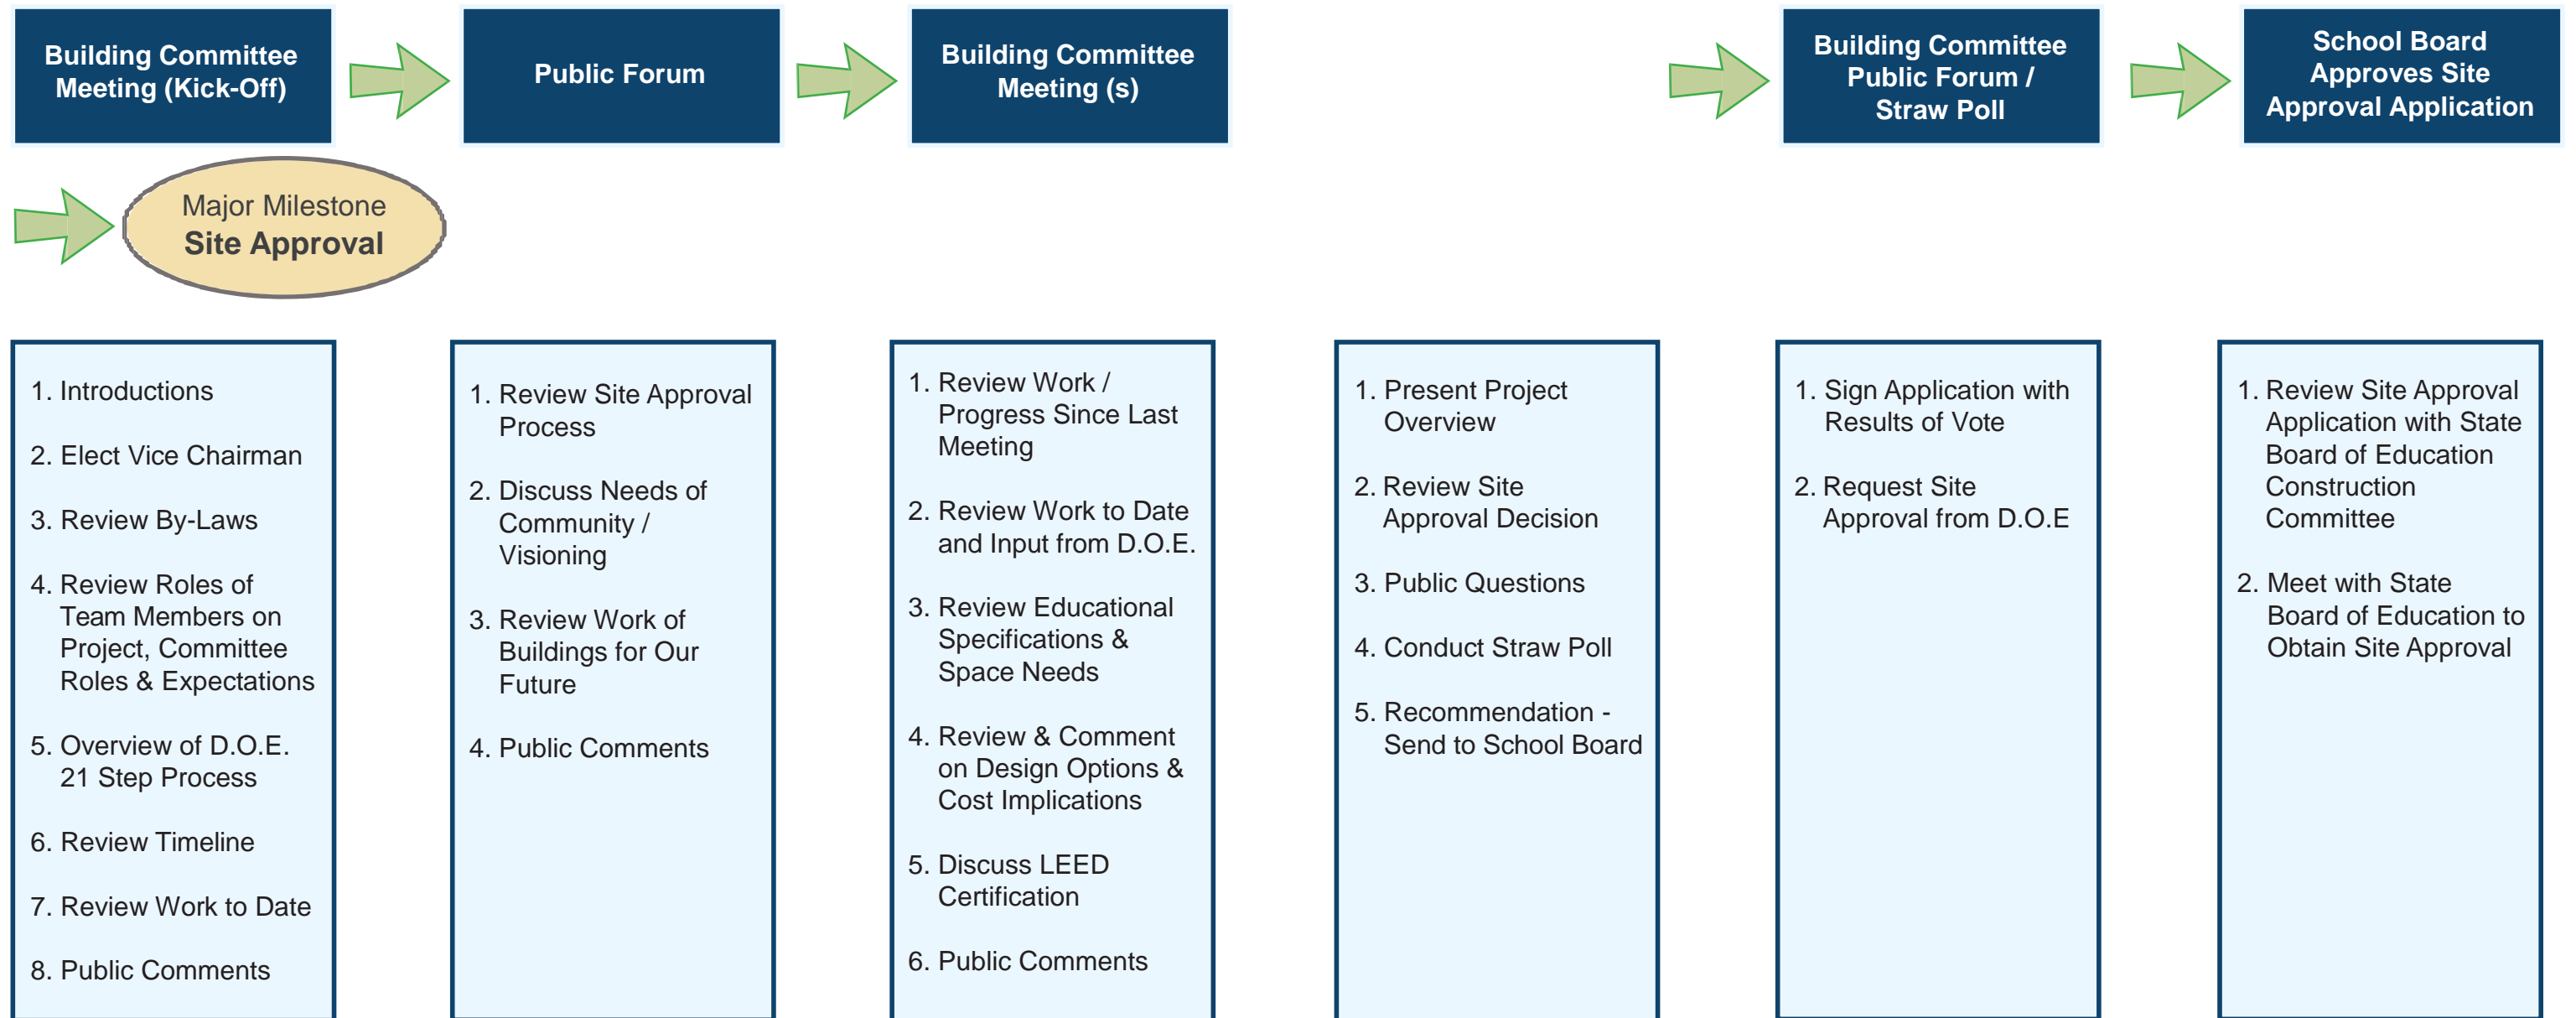 Building Committee
Meeting (Kick-Off)
Public Forum
Building Committee
Meeting (s)
Building Committee
Public Forum /
Straw Poll
School Board
Approves Site
Approval Application
Major Milestone
Site Approval
1. Introductions
2. Elect Vice Chairman
3. Review By-Laws
4. Review Roles of
Team Members on
Project, Committee
Roles & Expectations
5. Overview of D.O.E.
21 Step Process
6. Review Timeline
7. Review Work to Date
8. Public Comments
1. Review Site Approval
Process
2. Discuss Needs of
Community /
Visioning
3. Review Work of
Buildings for Our
Future
4. Public Comments
1. Review Work /
Progress Since Last
Meeting
2. Review Work to Date
and Input from D.O.E.
3. Review Educational
Specifications &
Space Needs
4. Review & Comment
on Design Options &
Cost Implications
5. Discuss LEED
Certification
6. Public Comments
1. Present Project
Overview
2. Review Site
Approval Decision
3. Public Questions
4. Conduct Straw Poll
5. Recommendation -
Send to School Board
1. Sign Application with
Results of Vote
2. Request Site
Approval from D.O.E
1. Review Site Approval
Application with State
Board of Education
Construction
Committee
2. Meet with State
Board of Education to
Obtain Site Approval